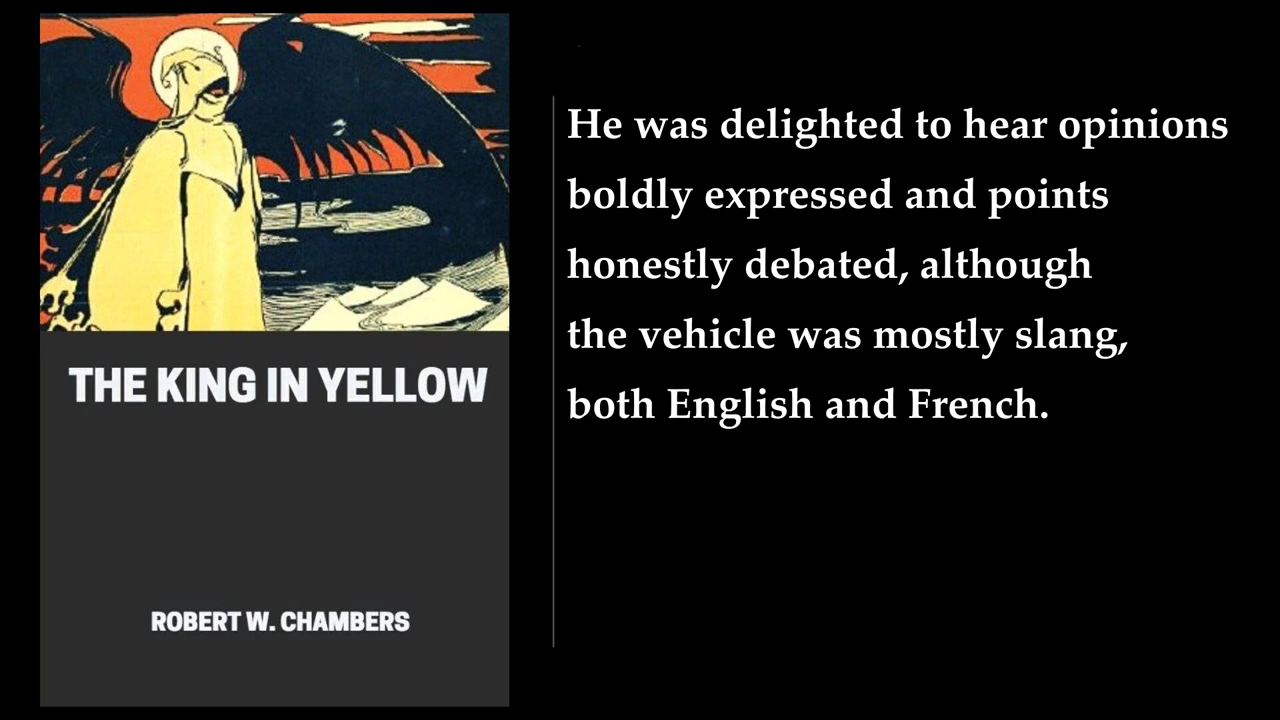 THE KING IN YELLOW
ROBERT W. CHAMBERS
He was delighted to hear opinions
boldly expressed and points
honestly debated, although
the vehicle was mostly slang,
both English and French.